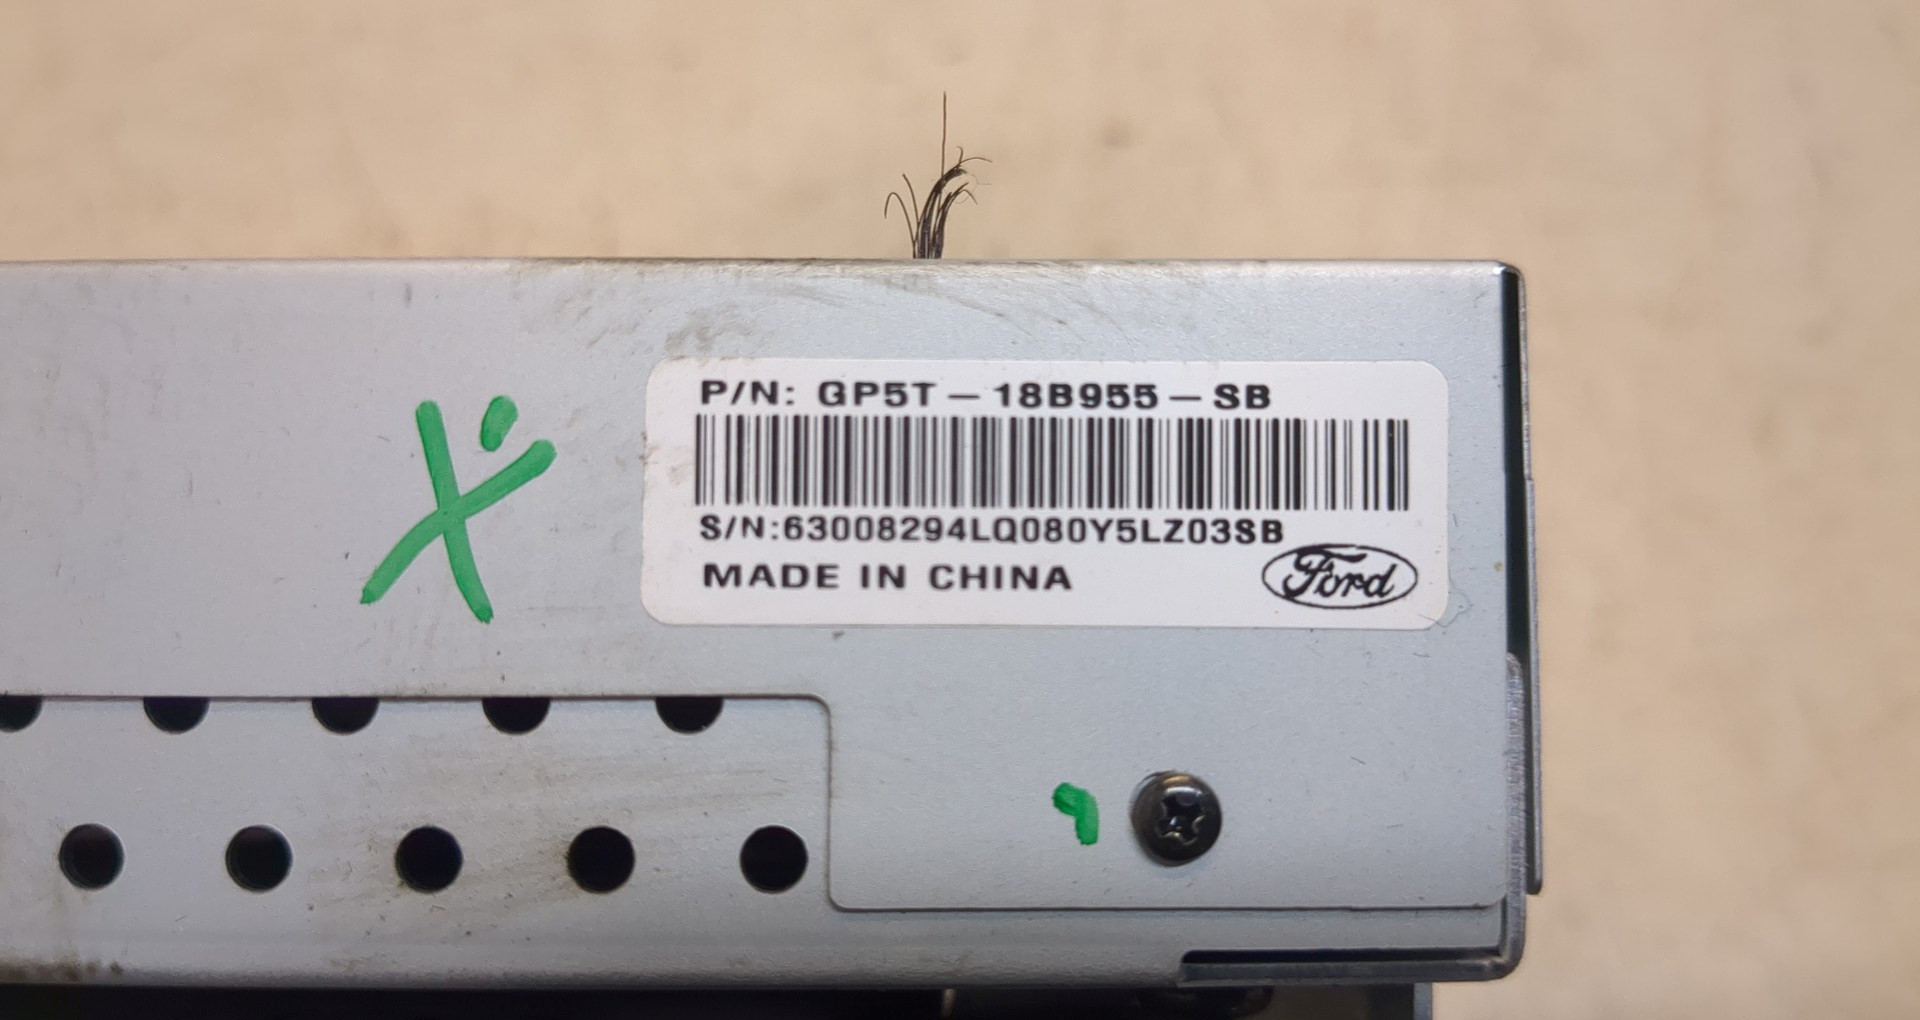 P/N: GP5T-18B955-SB
S/N:63008294LQ080Y5LZ03SB
MADE IN CHINA
Ford